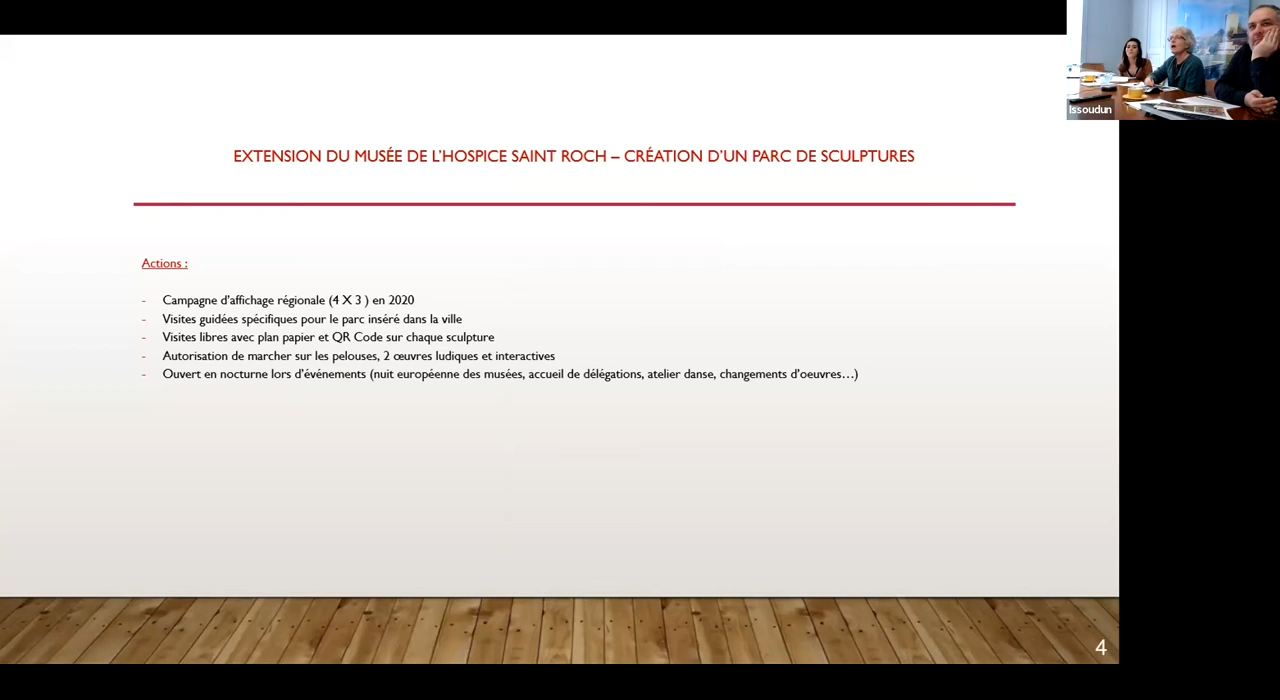 Issoudun
EXTENSION DU MUSÉE DE L’HOSPICE SAINT ROCH – CRÉATION D’UN PARC DE SCULPTURES
Actions :
- Campagne d’affichage régionale (4 X 3 ) en 2020
- Visites guidées spécifiques pour le parc inséré dans la ville
- Visites libres avec plan papier et QR Code sur chaque sculpture
- Autorisation de marcher sur les pelouses, 2 œuvres ludiques et interactives
- Ouvert en nocturne lors d’événements (nuit européenne des musées, accueil de délégations, atelier danse, changements d’oeuvres…)
4